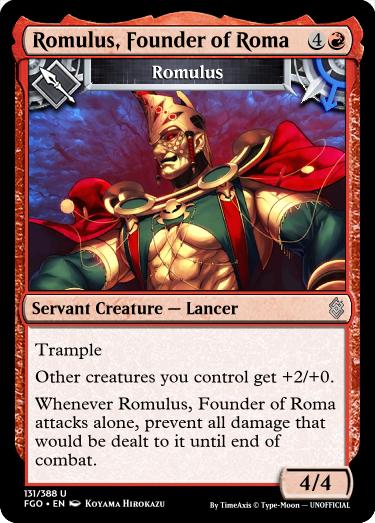 Romulus, Founder of Roma 4
Romulus
Servant Creature — Lancer
Trample
Other creatures you control get +2/+0.
Whenever Romulus, Founder of Roma
attacks alone, prevent all damage that
would be dealt to it until end of
combat.
4/4
131/388 U
FGO • EN Koyama Hirokazu
By TimeAxis © Type-Moon — UNOFFICIAL